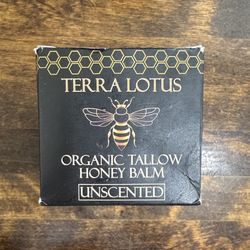 TERRA LOTUS
ORGANIC TALLOW
HONEY BALM
UNSCENTED